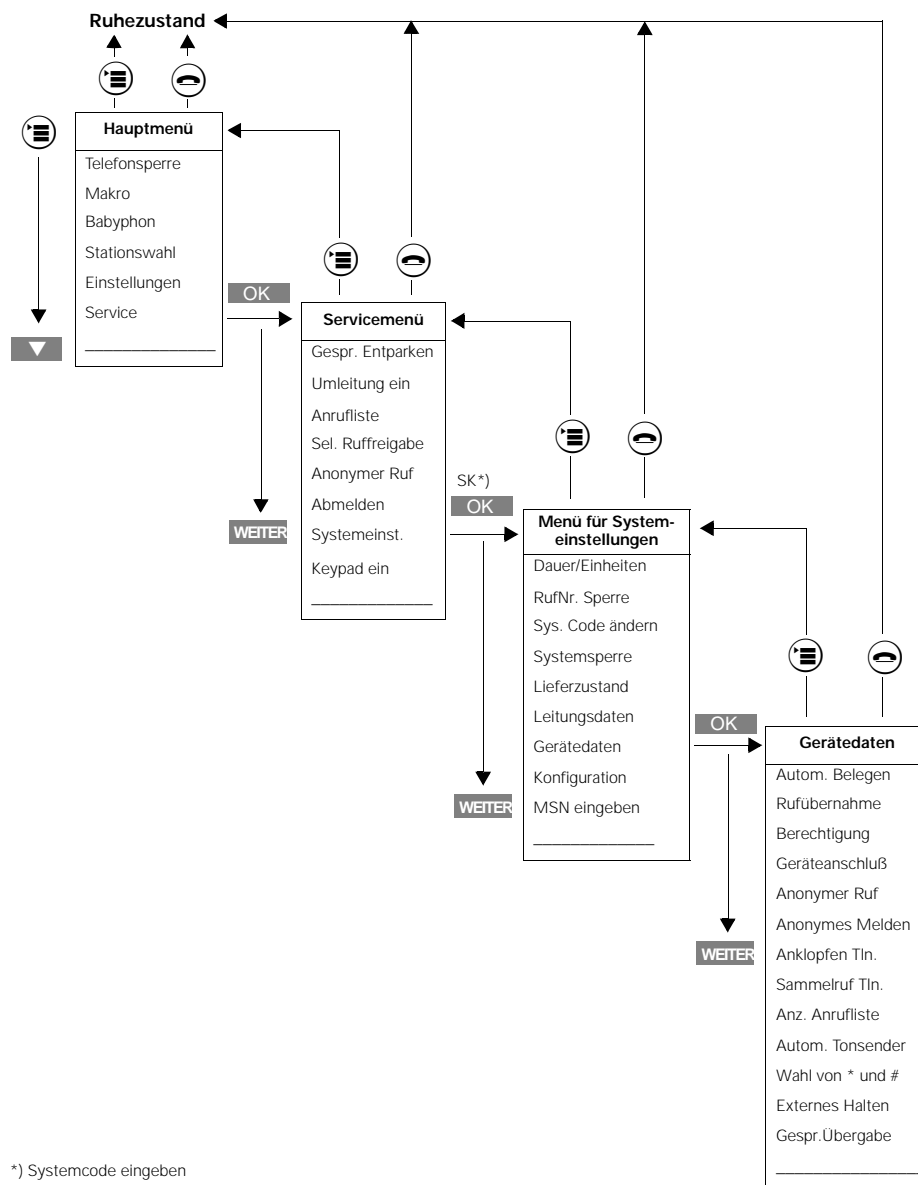 Ruhezustand
Hauptmenü
Telefonsperre
Makro
Babyphon
Stationswahl
Einstellungen
Service
OK
Servicemenü
Gespr. Entparken
Umleitung ein
Anrufliste
Sel. Ruffreigabe
Anonymer Ruf
Abmelden
Systemeinst.
Keypad ein
WEITER
SK*)
OK
Menü für System-
einstellungen
Dauer/Einheiten
RufNr. Sperre
Sys. Code ändern
Systemsperre
Lieferzustand
Leitungsdaten
Gerätedaten
Konfiguration
MSN eingeben
WEITER
OK
Gerätedaten
Autom. Belegen
Rufübernahme
Berechtigung
Geräteanschluß
Anonymer Ruf
Anonymes Melden
Anklopfen Tln.
Sammelruf Tln.
Anz. Anrufliste
Autom. Tonsender
Wahl von * und #
Externes Halten
Gespr.Übergabe
WEITER
*) Systemcode eingeben